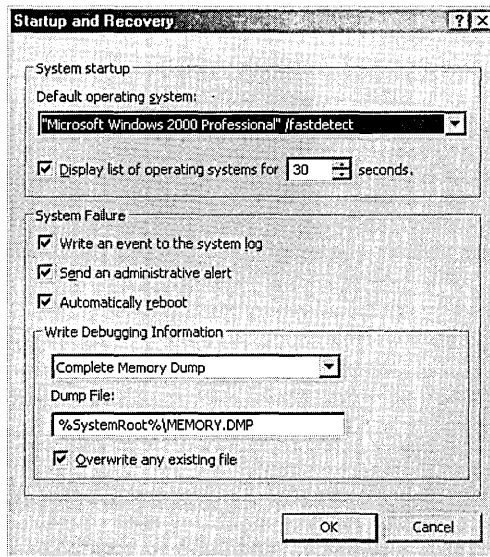 Startup and Recovery
System startup
Default operating system:
"Microsoft Windows 2000 Professional" /fastdetect
Display list of operating systems for 30 seconds.
System Failure
Write an event to the system log
Send an administrative alert
Automatically reboot
Write Debugging Information
Complete Memory Dump
Dump File:
%SystemRoot%\MEMORY.DMP
Overwrite any existing file
OK Cancel